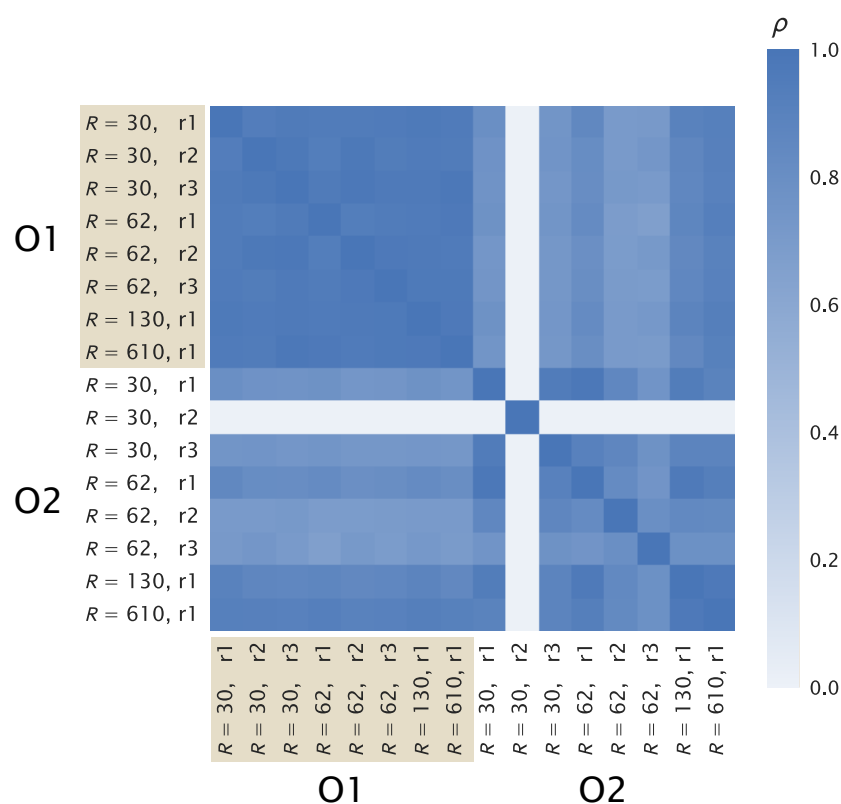 ρ
1.0
0.8
0.6
0.4
0.2
0.0
O1
R = 30, r1
R = 30, r2
R = 30, r3
R = 62, r1
R = 62, r2
R = 62, r3
R = 130, r1
R = 610, r1
O2
R = 30, r1
R = 30, r2
R = 30, r3
R = 62, r1
R = 62, r2
R = 62, r3
R = 130, r1
R = 610, r1
R = 30, r1
R = 30, r2
R = 30, r3
R = 62, r1
R = 62, r2
R = 62, r3
R = 130, r1
R = 610, r1
R = 30, r1
R = 30, r2
R = 30, r3
R = 62, r1
R = 62, r2
R = 62, r3
R = 130, r1
R = 610, r1
O1
O2